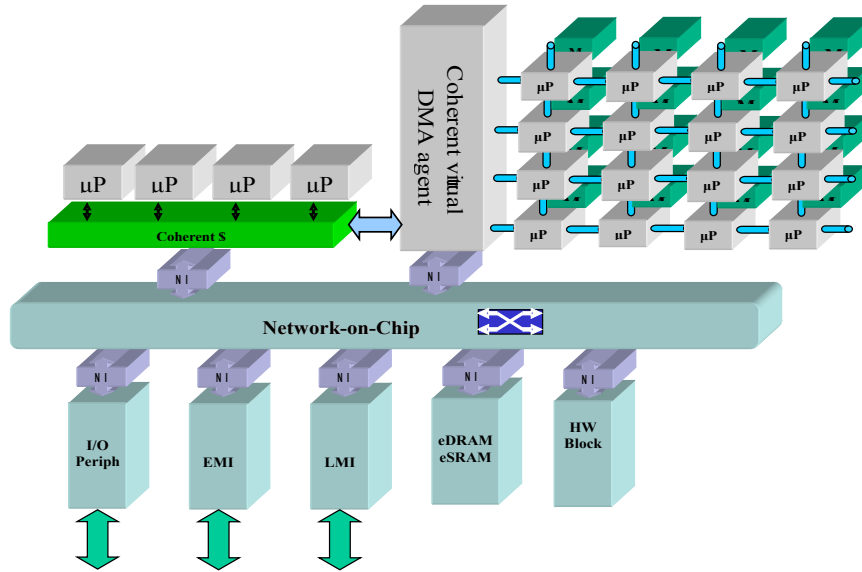 M
M
M
M
μP
μP
μP
μP
M
M
M
M
Coherent virtual
DMA agent
μP
μP
μP
μP
M
M
M
M
μP
μP
μP
μP
μP
μP
μP
μP
M
M
M
M
μP
μP
μP
μP
Coherent $
NI
NI
Network-on-Chip
NI
NI
NI
NI
NI
I/O
Periph
EMI
LMI
eDRAM
eSRAM
HW
Block